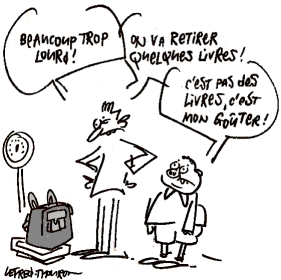 BEAUCOUP TROP
LOURD!
ON VA RETIRER
QUELQUES LIVRES!
C'EST PAS DES
LIVRES, C'EST
MON GOÛTER!
LEFRED-THOURON